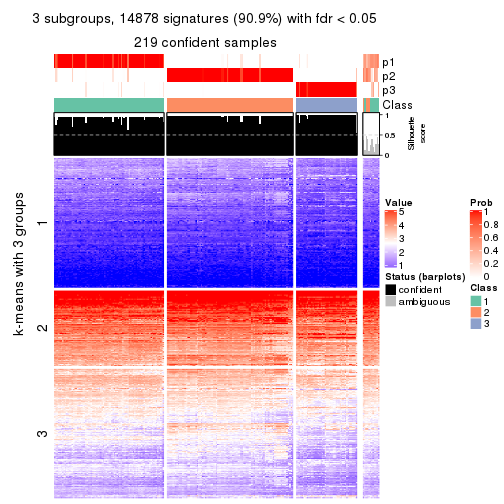 3 subgroups, 14878 signatures (90.9%) with fdr < 0.05
219 confident samples
p1
p2
p3
Class
1
0.5
0
Silhouette
score
k-means with 3 groups
1
2
3
Value
5
4
3
2
1
Status (barplots)
confident
ambiguous
Prob
1
0.8
0.6
0.4
0.2
0
Class
1
2
3